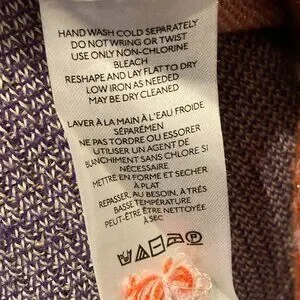 HAND WASH COLD SEPARATELY
DO NOT WRING OR TWIST
USE ONLY NON-CHLORINE
BLEACH
RESHAPE AND LAY FLAT TO DRY
LOW IRON AS NEEDED
MAY BE DRY CLEANED
LAVER À LA MAIN À L'EAU FROIDE
SÉPARÉMEN
NE PAS TORDRE OU ESSORER
UTILISER UN AGENT DE
BLANCHIMENT SANS CHLORE SI
NÉCESSAIRE
METTRE EN FORME ET SECHER
À PLAT
REPASSER, AU BESOIN, À TRÈS
BASSE TEMPÉRATURE
PEUT-ÊTRE ÊTRE NETTOYÉE
À SEC